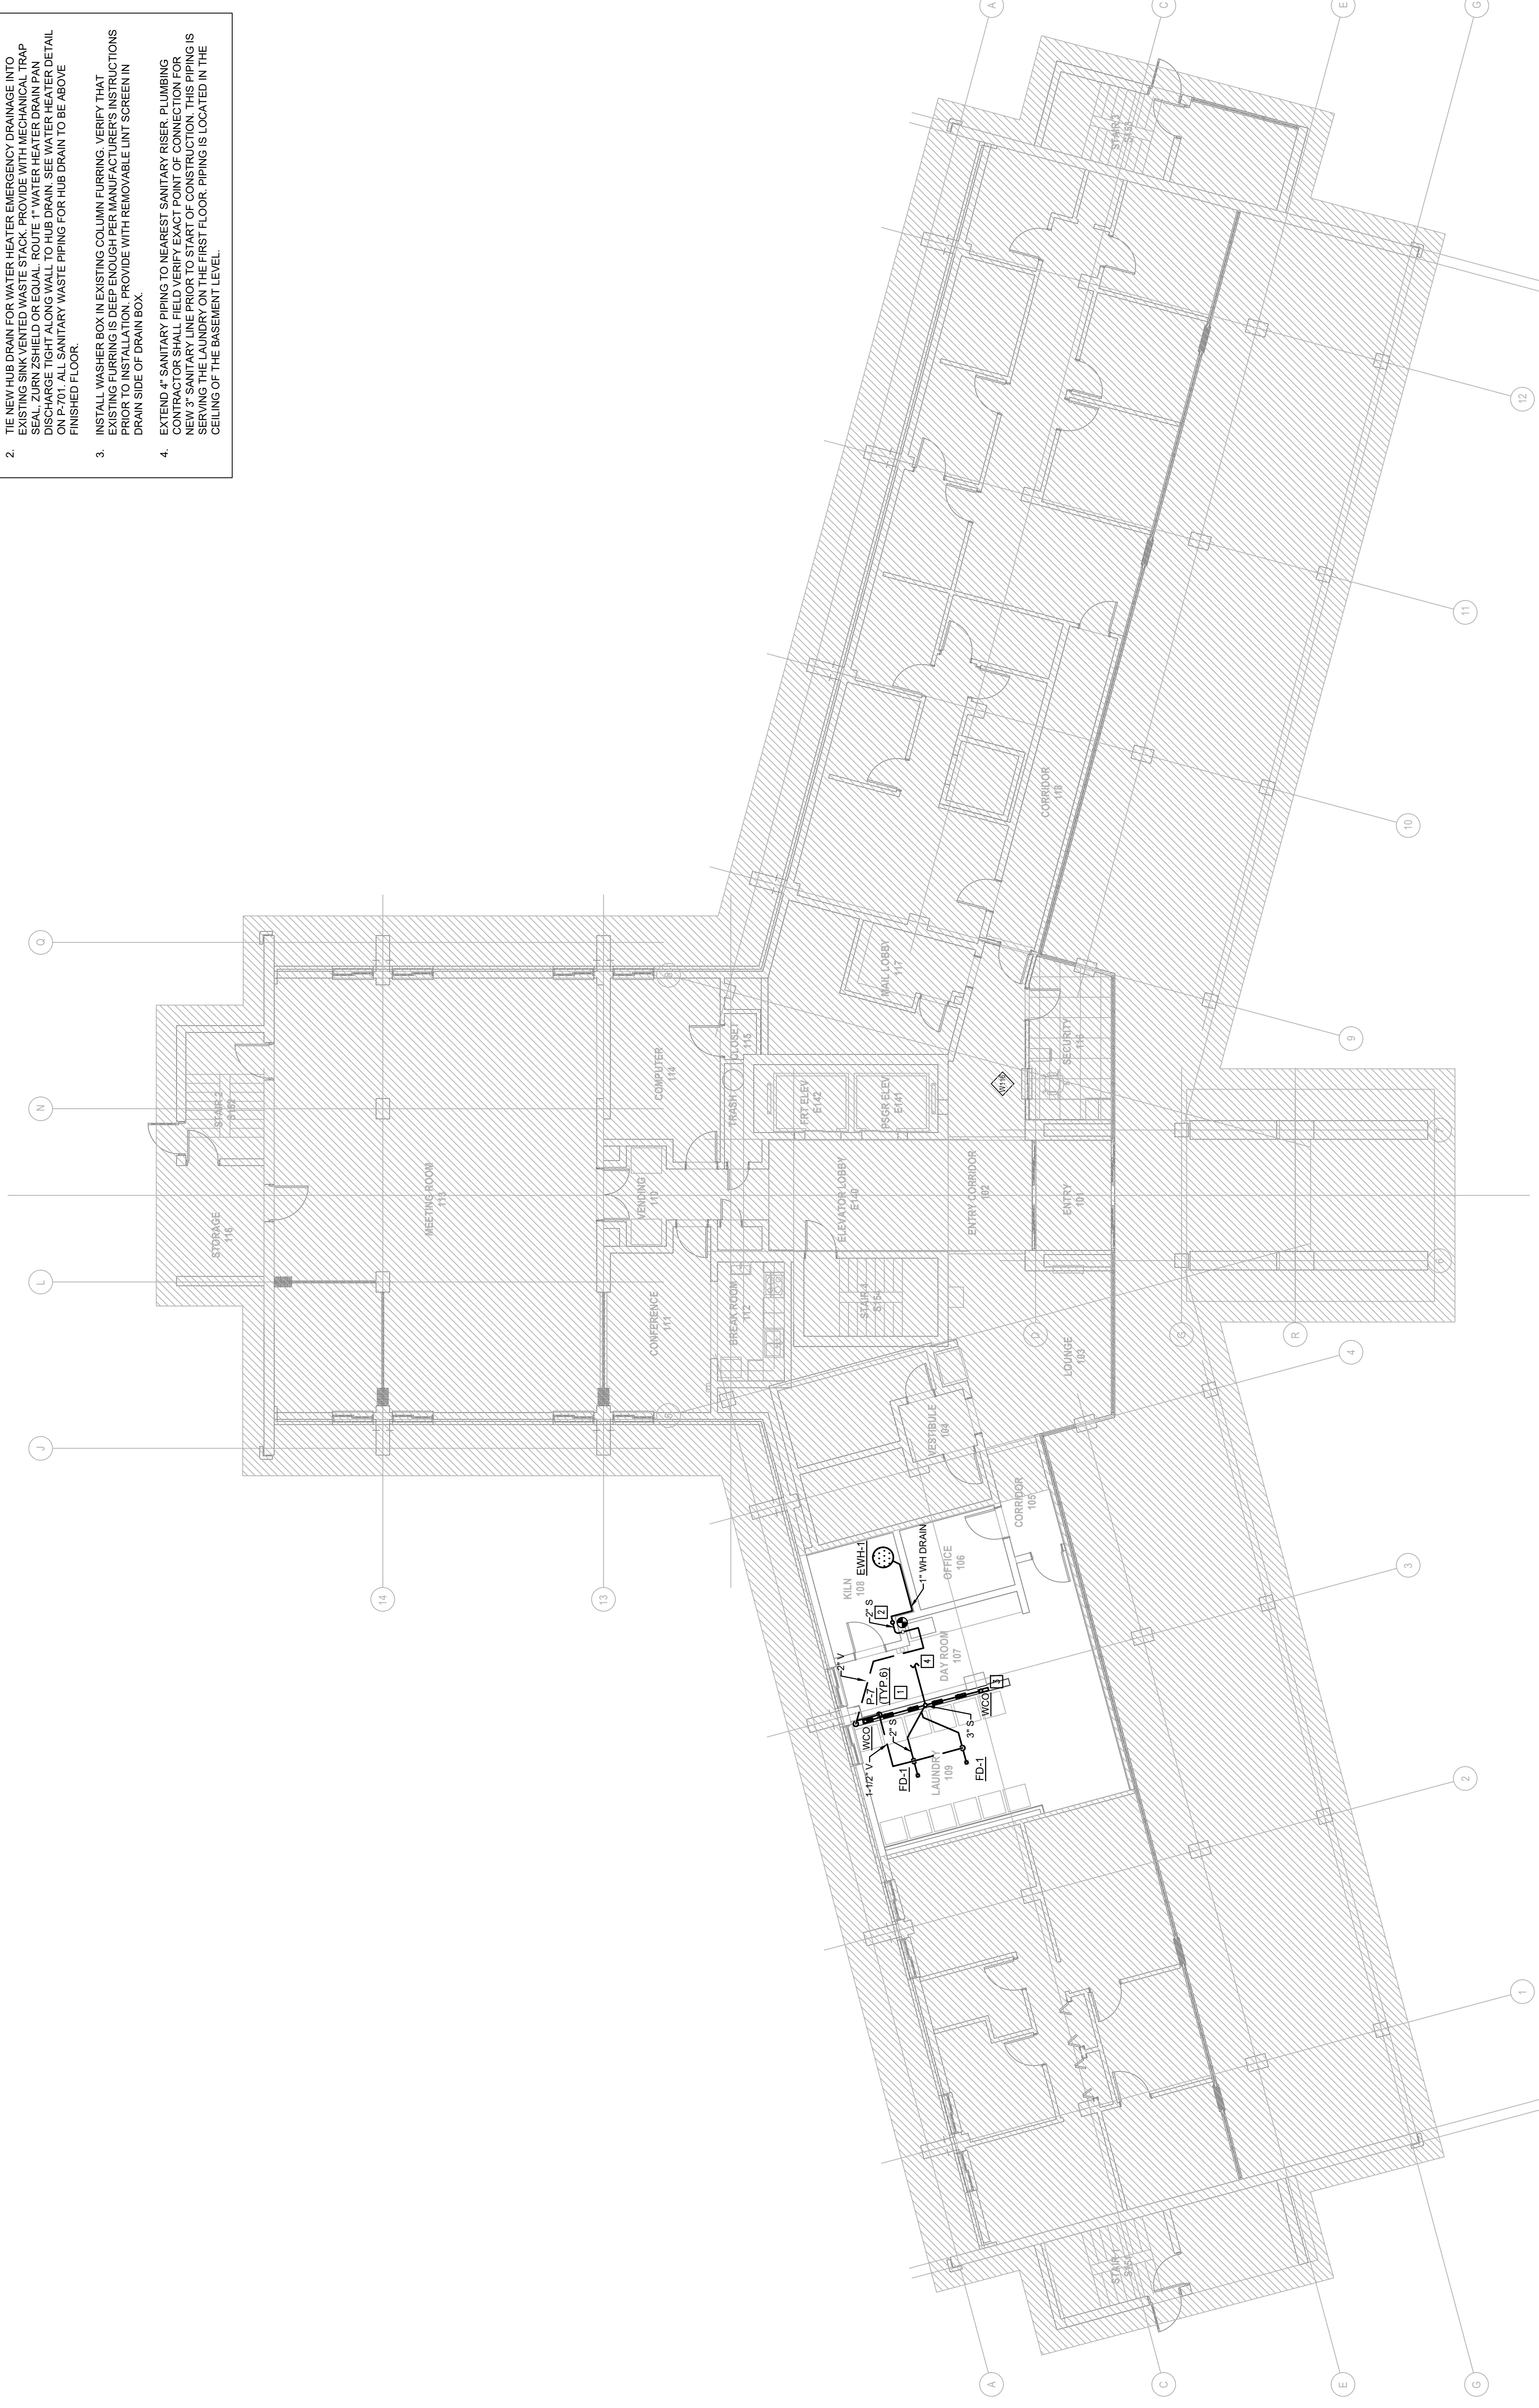 2. TIE NEW HUB DRAIN FOR WATER HEATER EMERGENCY DRAINAGE INTO
EXISTING SINK VENTED WASTE STACK. PROVIDE WITH MECHANICAL TRAP
SEAL, ZURN ZSHIELD OR EQUAL. ROUTE 1" WATER HEATER DRAIN PAN
DISCHARGE TIGHT ALONG WALL TO HUB DRAIN. SEE WATER HEATER DETAIL
ON P-701. ALL SANITARY WASTE PIPING FOR HUB DRAIN TO BE ABOVE
FINISHED FLOOR.
3. INSTALL WASHER BOX IN EXISTING COLUMN FURRING. VERIFY THAT
EXISTING FURRING IS DEEP ENOUGH PER MANUFACTURER'S INSTRUCTIONS
PRIOR TO INSTALLATION. PROVIDE WITH REMOVABLE LINT SCREEN IN
DRAIN SIDE OF DRAIN BOX.
4. EXTEND 4" SANITARY PIPING TO NEAREST SANITARY RISER. PLUMBING
CONTRACTOR SHALL FIELD VERIFY EXACT POINT OF CONNECTION FOR
NEW 3" SANITARY LINE PRIOR TO START OF CONSTRUCTION. THIS PIPING IS
SERVING THE LAUNDRY ON THE FIRST FLOOR. PIPING IS LOCATED IN THE
CEILING OF THE BASEMENT LEVEL.
J
L
N
Q
14
13
STORAGE
116
STAIR 2
S152
MEETING ROOM
113
CONFERENCE
111
VENDING
110
COMPUTER
114
BREAK ROOM
112
TRASH
CLOSET
115
FRT ELEV
E142
PSGR ELEV
E141
ELEVATOR LOBBY
E140
STAIR 4
S154
ENTRY CORRIDOR
102
ENTRY
101
LOUNGE
103
SECURITY
MAIL LOBBY
117
CORRIDOR
118
STAIR 3
S153
VESTIBULE
104
CORRIDOR
105
OFFICE
106
KILN
108
DAY ROOM
107
LAUNDRY
109
STAIR 1
EWH-1
1" WH DRAIN
2" S
2
2" V
P-7
(TYP.6)
1
4
3
WCO
WCO
2" S
3" S
1-1/2" V
FD-1
FD-1
D
G
R
6
7
A
C
E
G
A
C
E
G
1
2
3
4
9
10
11
12